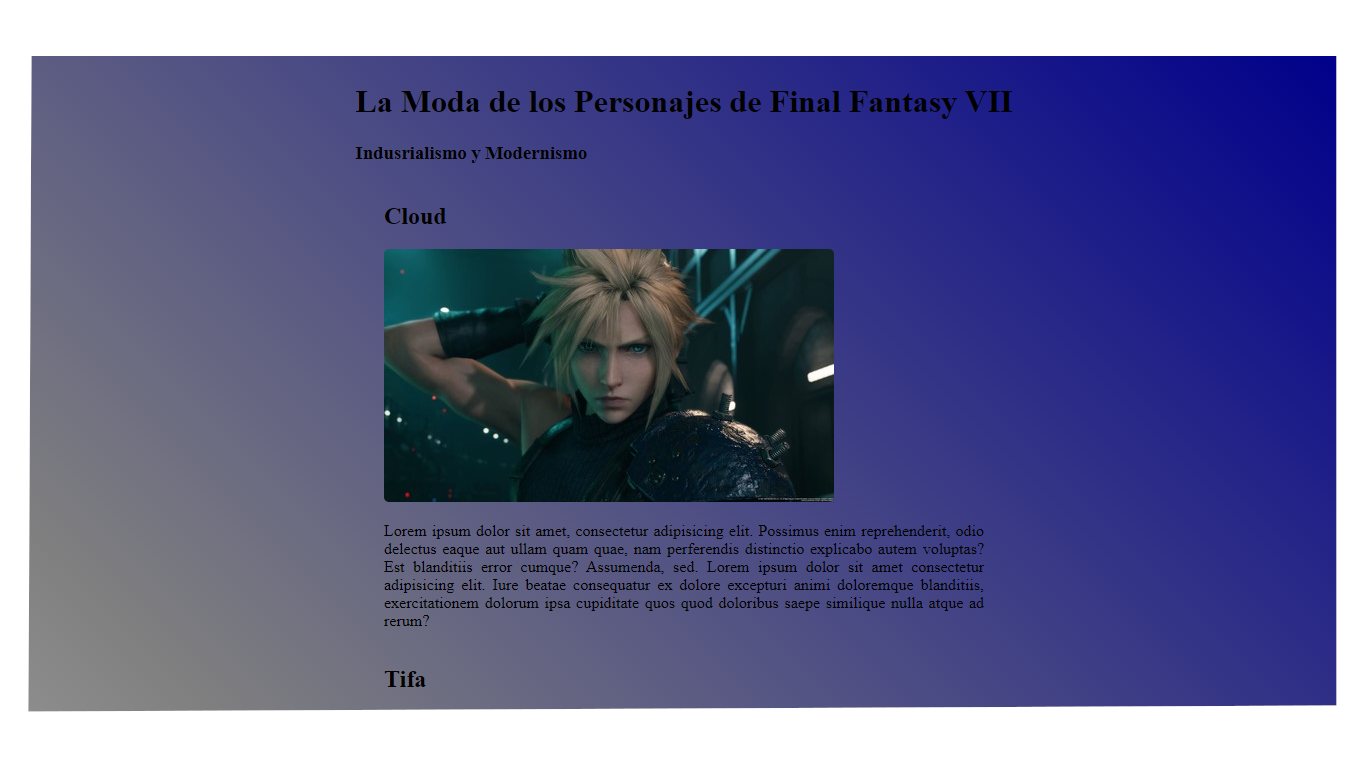 La Moda de los Personajes de Final Fantasy VII
Indusrialismo y Modernismo
Cloud
Lorem ipsum dolor sit amet, consectetur adipisicing elit. Possimus enim reprehenderit, odio
delectus eaque aut ullam quam quae, nam perferendis distinctio explicabo autem voluptas?
Est blanditiis error cumque? Assumenda, sed. Lorem ipsum dolor sit amet consectetur
adipisicing elit. Iure beatae consequatur ex dolore excepturi animi doloremque blanditiis,
exercitationem dolorum ipsa cupiditate quos quod doloribus saepe similique nulla atque ad
rerum?
Tifa